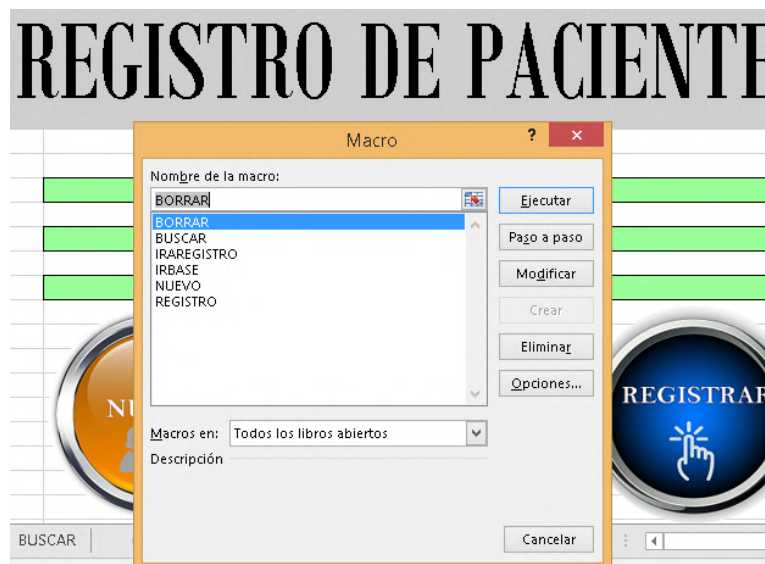 REGISTRO DE PACIENTE
Macro
?
Nombre de la macro:
BORRAR
Ejecutar
BORRAR
BUSCAR
IRAREGISTRO
IRBASE
NUEVO
REGISTRO
Paso a paso
Modificar
Crear
Eliminar
Opciones...
NU
REGISTRAR
Macros en: Todos los libros abiertos
Descripción
BUSCAR
Cancelar